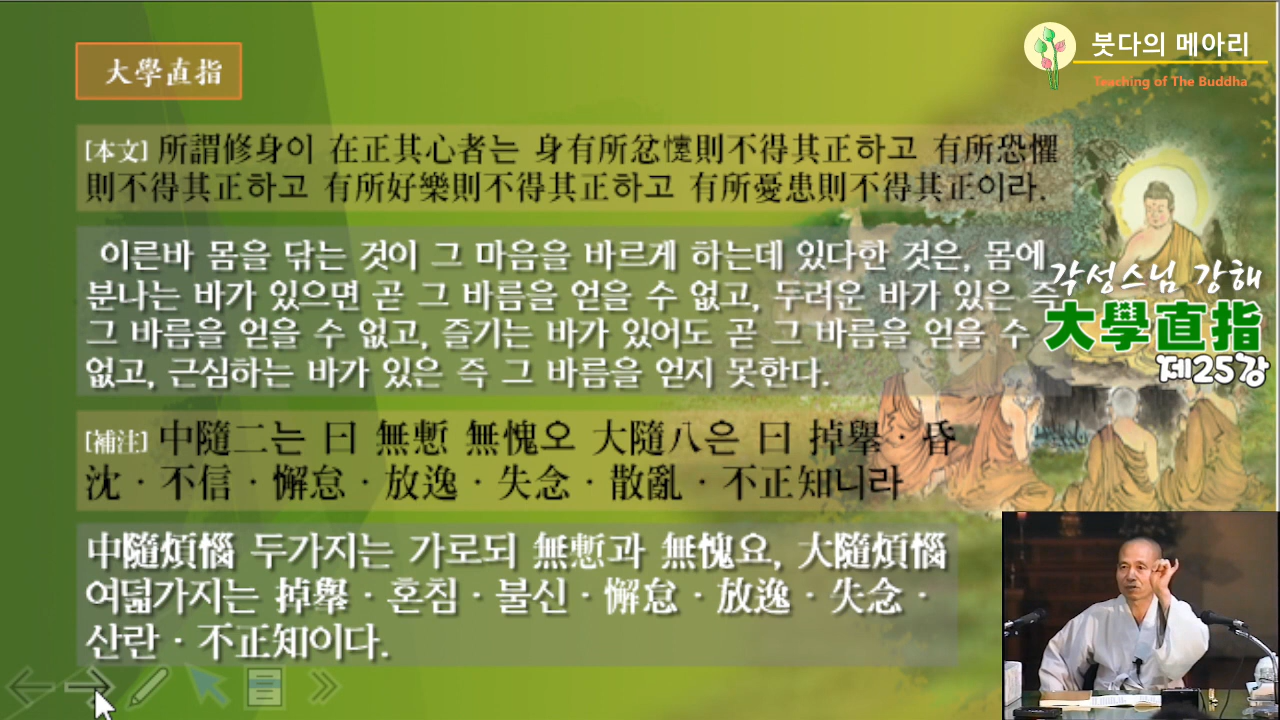 大學直指
붓다의 메아리
Teaching of The Buddha
[本文] 所謂修身이 在正其心者는 身有所忿懥則不得其正하고 有所恐懼
則不得其正하고 有所好樂則不得其正하고 有所憂患則不得其正이라.
이른바 몸을 닦는 것이 그 마음을 바르게 하는데 있다한 것은, 몸에
분나는 바가 있으면 곧 그 바름을 얻을 수 없고, 두려운 바가 있은 즉
그 바름을 얻을 수 없고, 즐기는 바가 있어도 곧 그 바름을 얻을 수
없고, 근심하는 바가 있은 즉 그 바름을 얻지 못한다.
각성스님 강해
大學直指
제25강
[補注] 中隨二는 曰 無慙 無愧오 大隨八은 曰 掉擧 · 昏
沈 · 不信 · 懈怠 · 放逸 · 失念 · 散亂 · 不正知니라
中隨煩惱 두가지는 가로되 無慙과 無愧요, 大隨煩惱
여덟가지는 掉擧 · 혼침 · 불신 · 懈怠 · 放逸 · 失念 ·
산란 · 不正知이다.